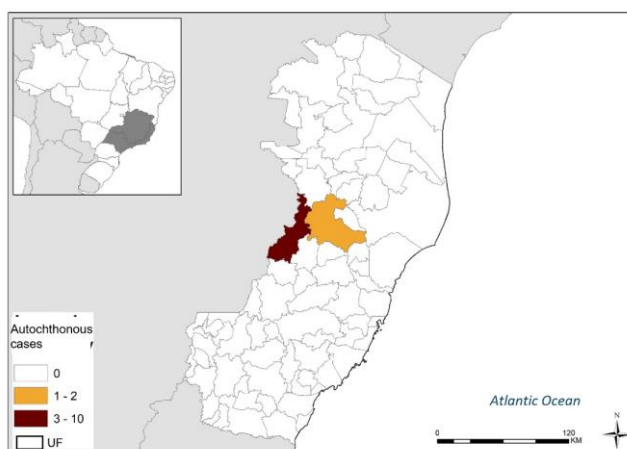 Autochthonous
cases
0
1 - 2
3 - 10
UF
Atlantic Ocean
N
0
120
KM